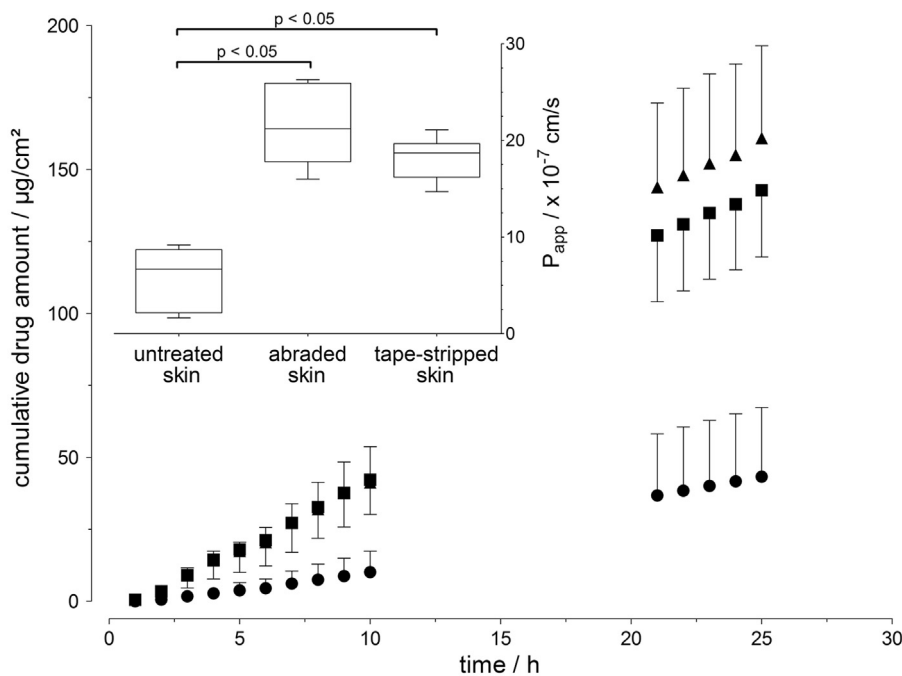 200
150
100
50
0
cumulative drug amount / µg/cm²
p < 0.05
p < 0.05
30
20
10
0
P_app / x 10⁻⁷ cm/s
untreated skin
abraded skin
tape-stripped skin
0
5
10
15
20
25
30
time / h